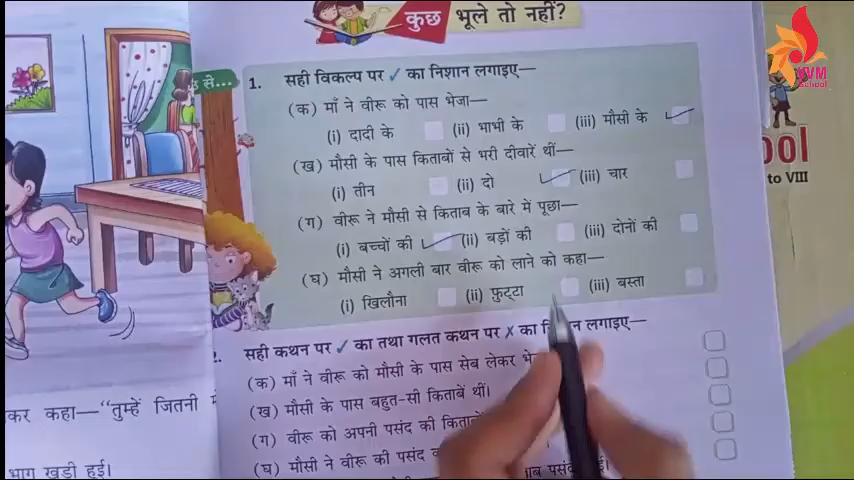 कुछ भूले तो नहीं?
से...
1. सही विकल्प पर ✓ का निशान लगाइए—
(क) माँ ने वीरू को पास भेजा—
(i) दादी के (ii) भाभी के (iii) मौसी के
(ख) मौसी के पास किताबों से भरी दीवारें थीं—
(i) तीन (ii) दो (iii) चार
(ग) वीरू ने मौसी से किताब के बारे में पूछा—
(i) बच्चों की (ii) बड़ों की (iii) दोनों की
(घ) मौसी ने अगली बार वीरू को लाने को कहा—
(i) खिलौना (ii) फ़ुट्टा (iii) बस्ता
सही कथन पर ✓ का तथा गलत कथन पर ✗ का निशान लगाइए—
(क) माँ ने वीरू को मौसी के पास सेब लेकर
(ख) मौसी के पास बहुत-सी किताबें थीं।
(ग) वीरू को अपनी पसंद की
(घ) मौसी ने वीरू की पसंद
कर कहा—“तुम्हें जितनी
भाग खड़ी हुई।
KVM
School
to VIII